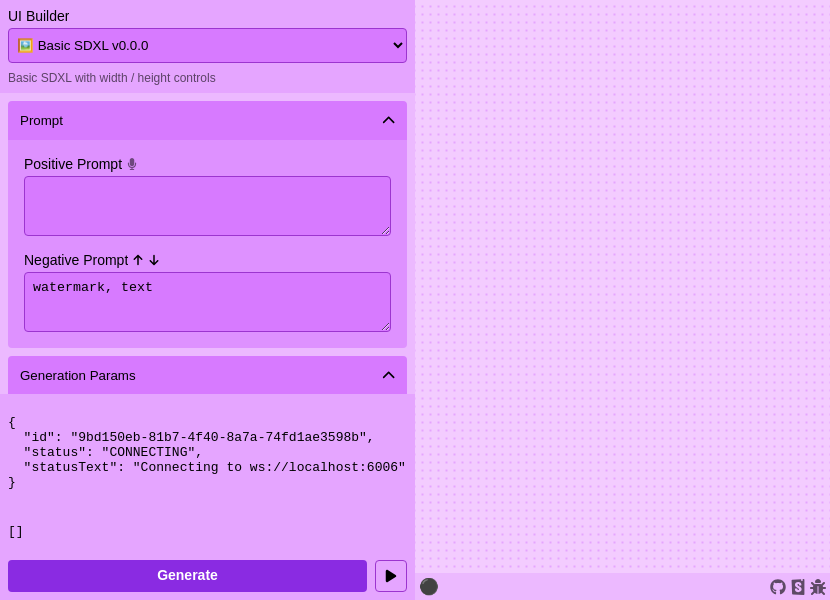 UI Builder
🖼️ Basic SDXL v0.0.0
Basic SDXL with width / height controls
Prompt
Positive Prompt
Negative Prompt
watermark, text
Generation Params
{
  "id": "9bd150eb-81b7-4f40-8a7a-74fd1ae3598b",
  "status": "CONNECTING",
  "statusText": "Connecting to ws://localhost:6006"
}
[]
Generate